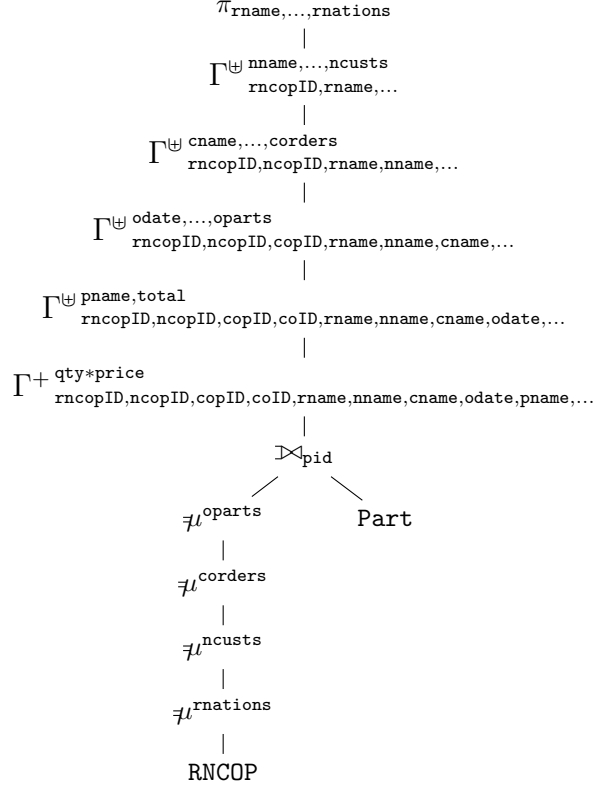 π rname,...,rnations
Γ⊎ nname,...,ncusts
rncopID,rname,...
Γ⊎ cname,...,corders
rncopID,ncopID,rname,nname,...
Γ⊎ odate,...,oparts
rncopID,ncopID,copID,rname,nname,cname,...
Γ⊎ pname,total
rncopID,ncopID,copID,coID,rname,nname,cname,odate,...
Γ+ qty*price
rncopID,ncopID,copID,coID,rname,nname,cname,odate,pname,...
⟕ pid
μ oparts Part
μ corders
μ ncusts
μ rnations
RNCOP